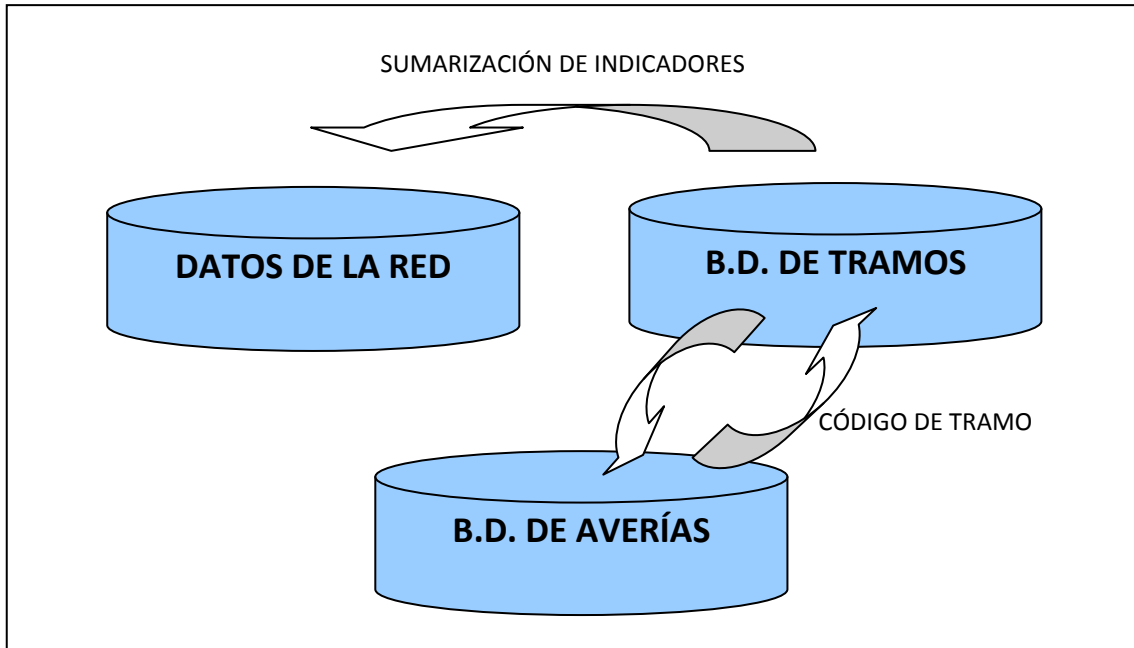 SUMARIZACIÓN DE INDICADORES
DATOS DE LA RED
B.D. DE TRAMOS
CÓDIGO DE TRAMO
B.D. DE AVERÍAS